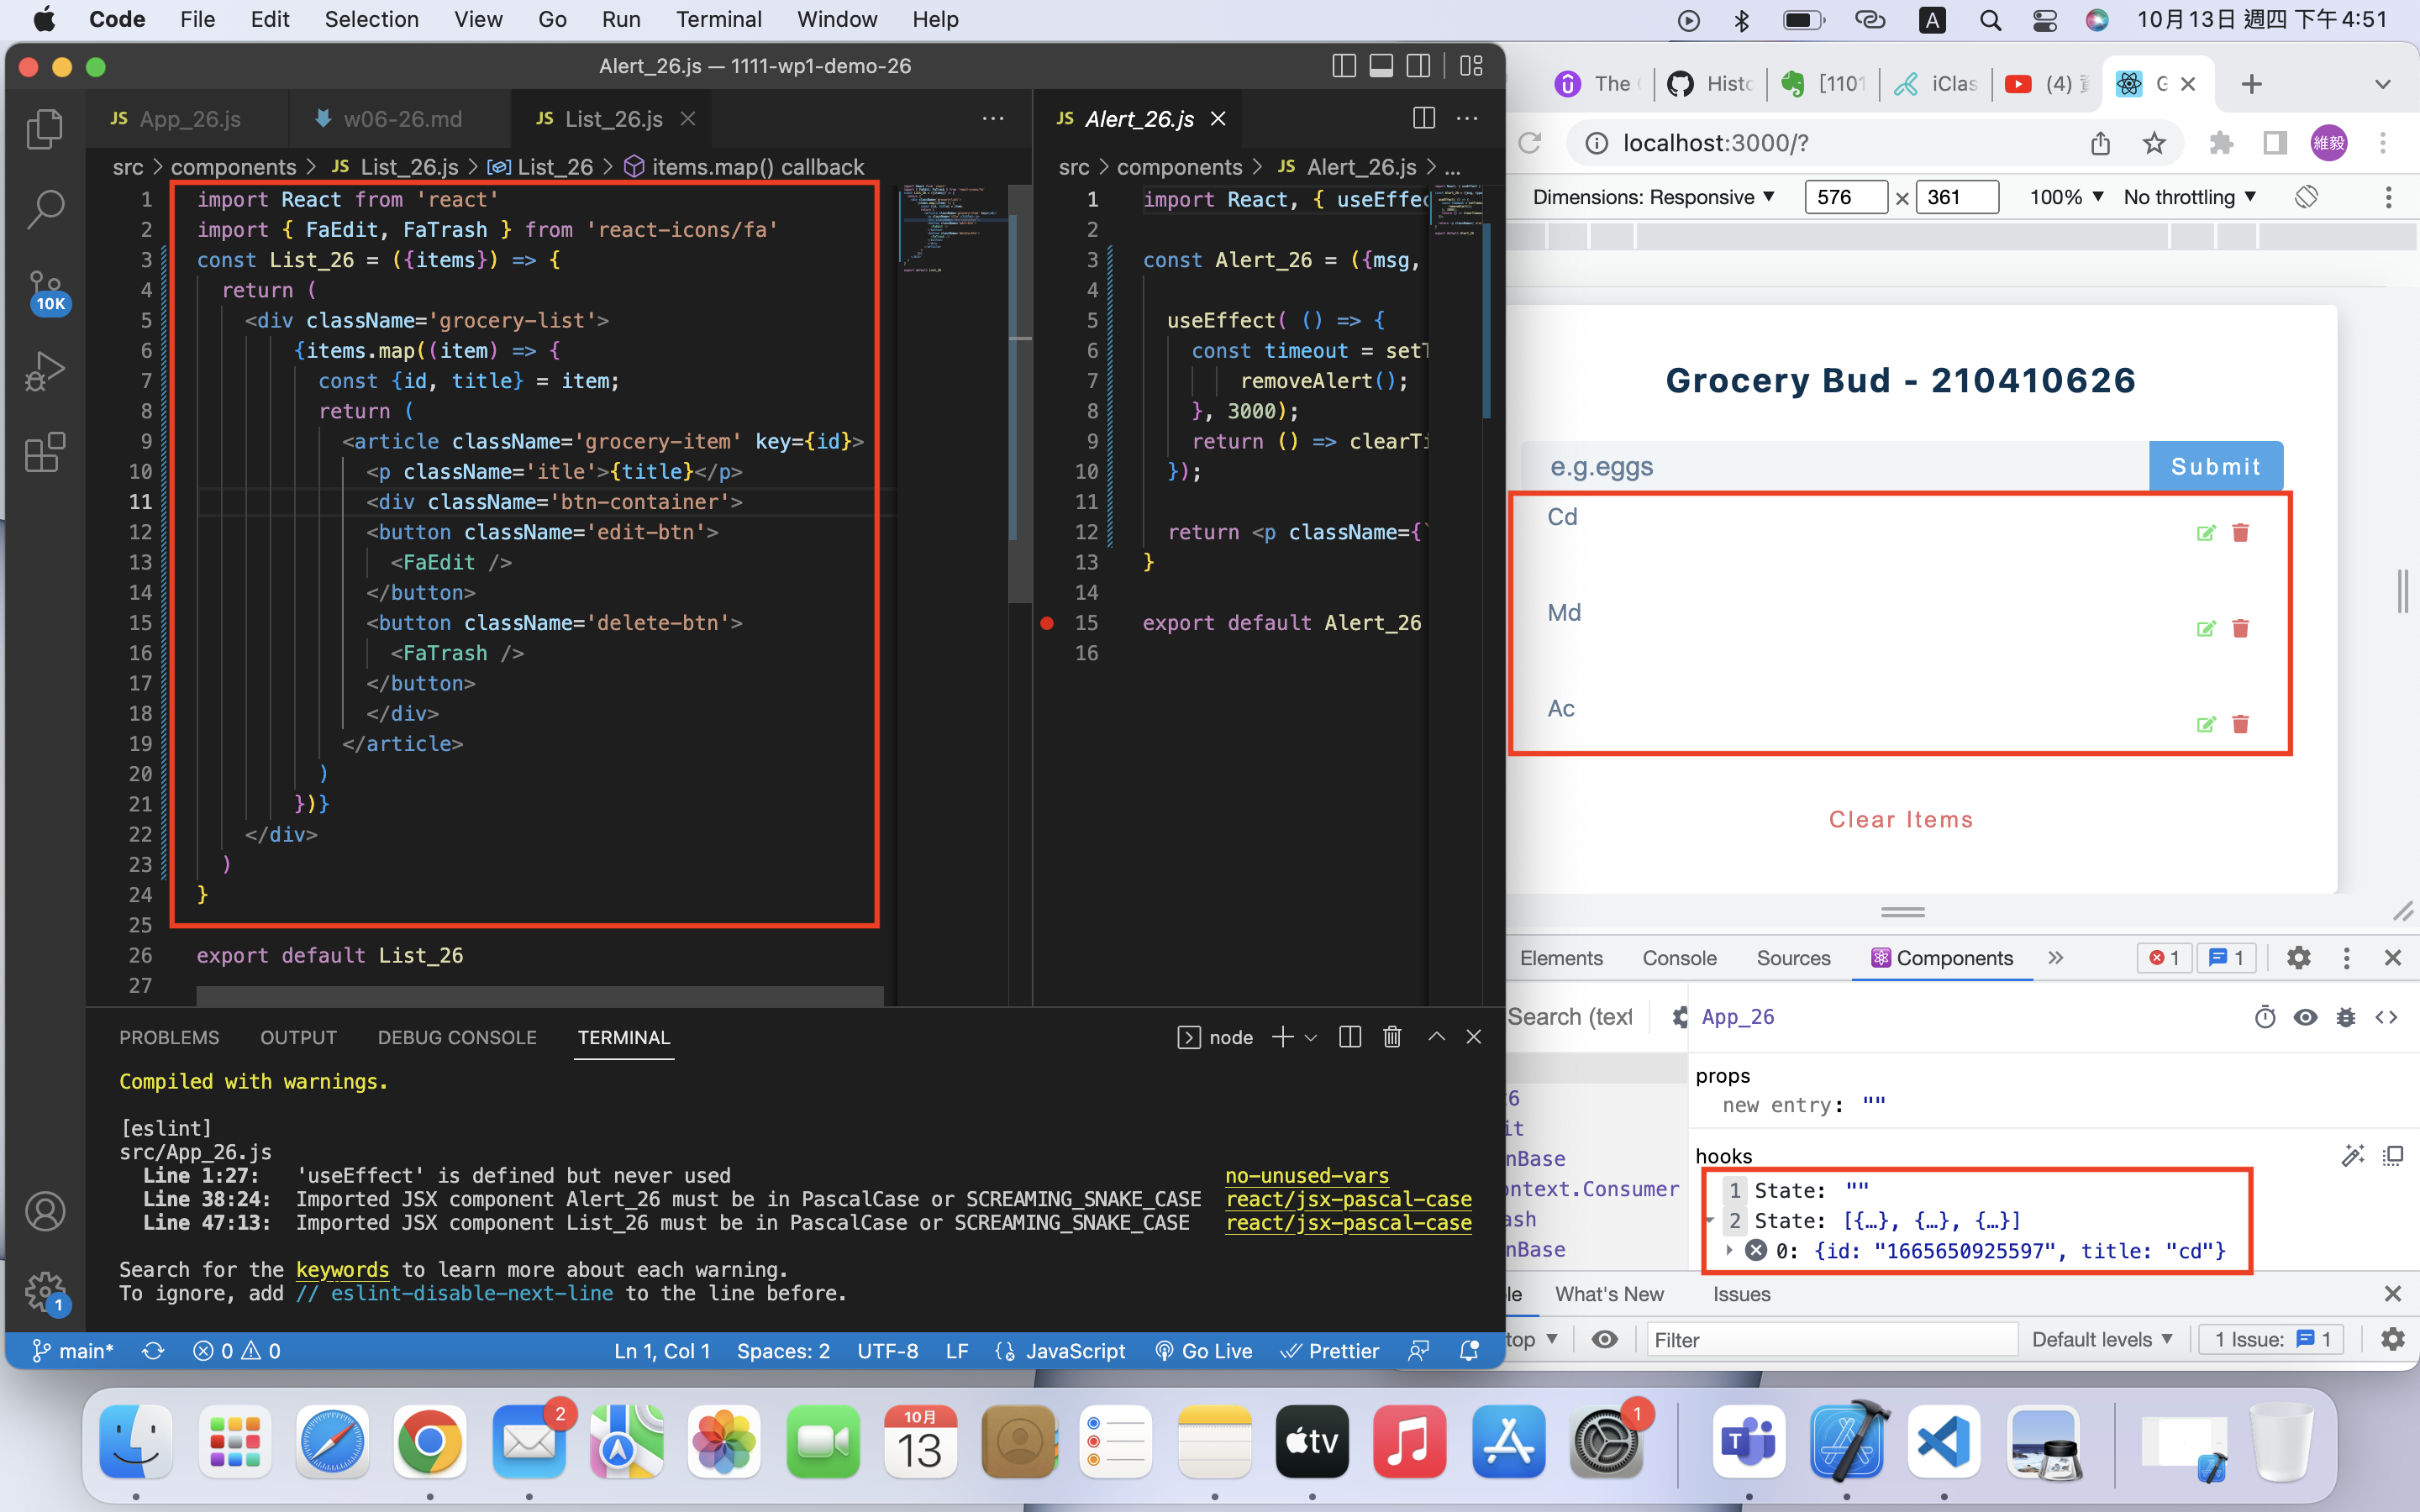 Code File Edit Selection View Go Run Terminal Window Help A 10月13日 週四 下午4:51
Alert_26.js — 1111-wp1-demo-26
JS App_26.js w06-26.md JS List_26.js
JS Alert_26.js
src > components > JS List_26.js > List_26 > items.map() callback
src > components > JS Alert_26.js > ...
1 import React from 'react'
2 import { FaEdit, FaTrash } from 'react-icons/fa'
3 const List_26 = ({items}) => {
4 return (
5 <div className='grocery-list'>
6 {items.map((item) => {
7 const {id, title} = item;
8 return (
9 <article className='grocery-item' key={id}>
10 <p className='itle'>{title}</p>
11 <div className='btn-container'>
12 <button className='edit-btn'>
13 <FaEdit />
14 </button>
15 <button className='delete-btn'>
16 <FaTrash />
17 </button>
18 </div>
19 </article>
20 )
21 })}
22 </div>
23 )
24 }
25
26 export default List_26
27
1 import React, { useEffec
2
3 const Alert_26 = ({msg,
4
5 useEffect( () => {
6 const timeout = setT
7 removeAlert();
8 }, 3000);
9 return () => clearTi
10 });
11
12 return <p className={`
13 }
14
15 export default Alert_26
16
10K
1
PROBLEMS OUTPUT DEBUG CONSOLE TERMINAL
node
Compiled with warnings.
[eslint]
src/App_26.js
Line 1:27: 'useEffect' is defined but never used no-unused-vars
Line 38:24: Imported JSX component Alert_26 must be in PascalCase or SCREAMING_SNAKE_CASE react/jsx-pascal-case
Line 47:13: Imported JSX component List_26 must be in PascalCase or SCREAMING_SNAKE_CASE react/jsx-pascal-case
Search for the keywords to learn more about each warning.
To ignore, add // eslint-disable-next-line to the line before.
main* 0 0 Ln 1, Col 1 Spaces: 2 UTF-8 LF JavaScript Go Live Prettier
The Histo [1101 iClas (4) G
localhost:3000/?
維毅
Dimensions: Responsive 576 × 361 100% No throttling
Grocery Bud - 210410626
e.g.eggs Submit
Cd
Md
Ac
Clear Items
Elements Console Sources Components 1 1
Search (text App_26
props
new entry: ""
hooks
1 State: ""
2 State: [{…}, {…}, {…}]
0: {id: "1665650925597", title: "cd"}
6
it
nBase
ontext.Consumer
ash
nBase
le What's New Issues
top Filter Default levels 1 Issue: 1
2
10月
13
tv
1
T